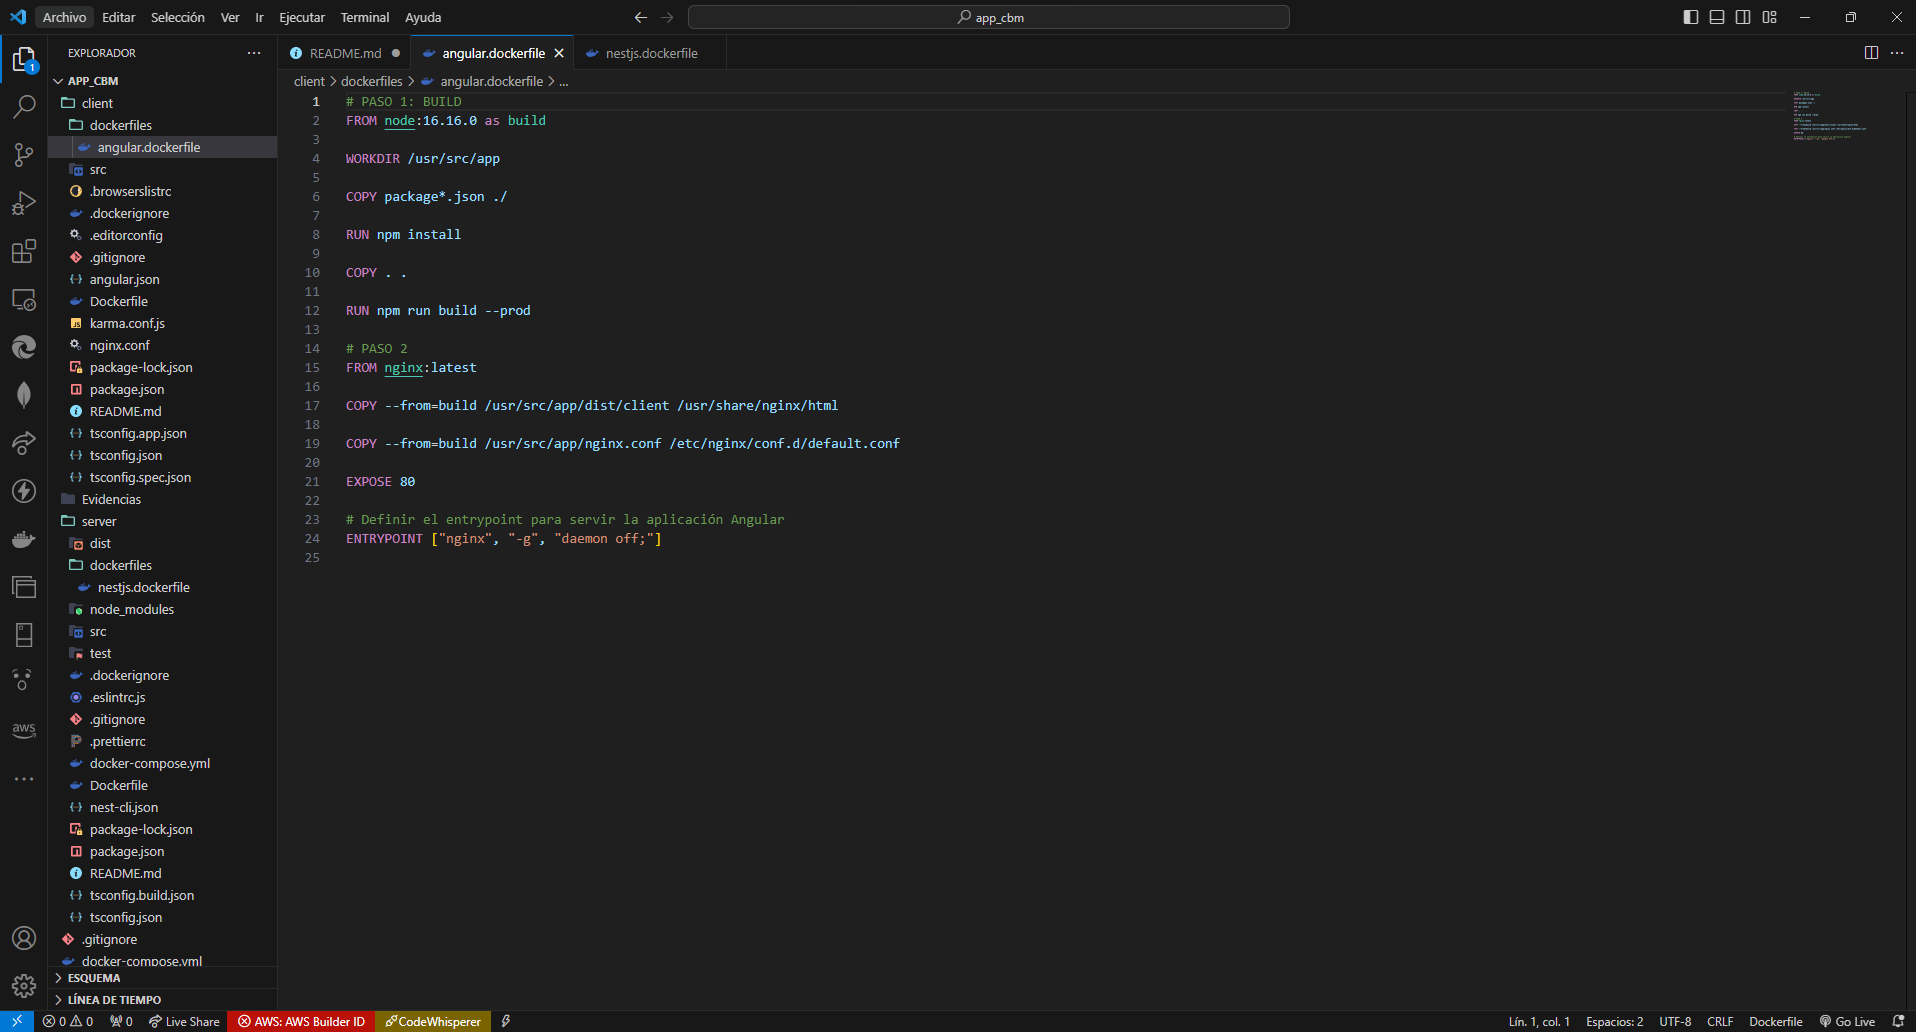 Archivo Editar Selección Ver Ir Ejecutar Terminal Ayuda
app_cbm
EXPLORADOR
README.md
angular.dockerfile
nestjs.dockerfile
1
client > dockerfiles > angular.dockerfile > ...
APP_CBM
client
dockerfiles
angular.dockerfile
src
.browserslistrc
.dockerignore
.editorconfig
.gitignore
angular.json
Dockerfile
karma.conf.js
nginx.conf
package-lock.json
package.json
README.md
tsconfig.app.json
tsconfig.json
tsconfig.spec.json
Evidencias
server
dist
dockerfiles
nestjs.dockerfile
node_modules
src
test
.dockerignore
.eslintrc.js
.gitignore
.prettierrc
docker-compose.yml
Dockerfile
nest-cli.json
package-lock.json
package.json
README.md
tsconfig.build.json
tsconfig.json
.gitignore
docker-compose.yml
ESQUEMA
LÍNEA DE TIEMPO
aws
1 # PASO 1: BUILD
2 FROM node:16.16.0 as build
3
4 WORKDIR /usr/src/app
5
6 COPY package*.json ./
7
8 RUN npm install
9
10 COPY . .
11
12 RUN npm run build --prod
13
14 # PASO 2
15 FROM nginx:latest
16
17 COPY --from=build /usr/src/app/dist/client /usr/share/nginx/html
18
19 COPY --from=build /usr/src/app/nginx.conf /etc/nginx/conf.d/default.conf
20
21 EXPOSE 80
22
23 # Definir el entrypoint para servir la aplicación Angular
24 ENTRYPOINT ["nginx", "-g", "daemon off;"]
25
0 0 0 Live Share AWS: AWS Builder ID CodeWhisperer Lín. 1, col. 1 Espacios: 2 UTF-8 CRLF Dockerfile Go Live